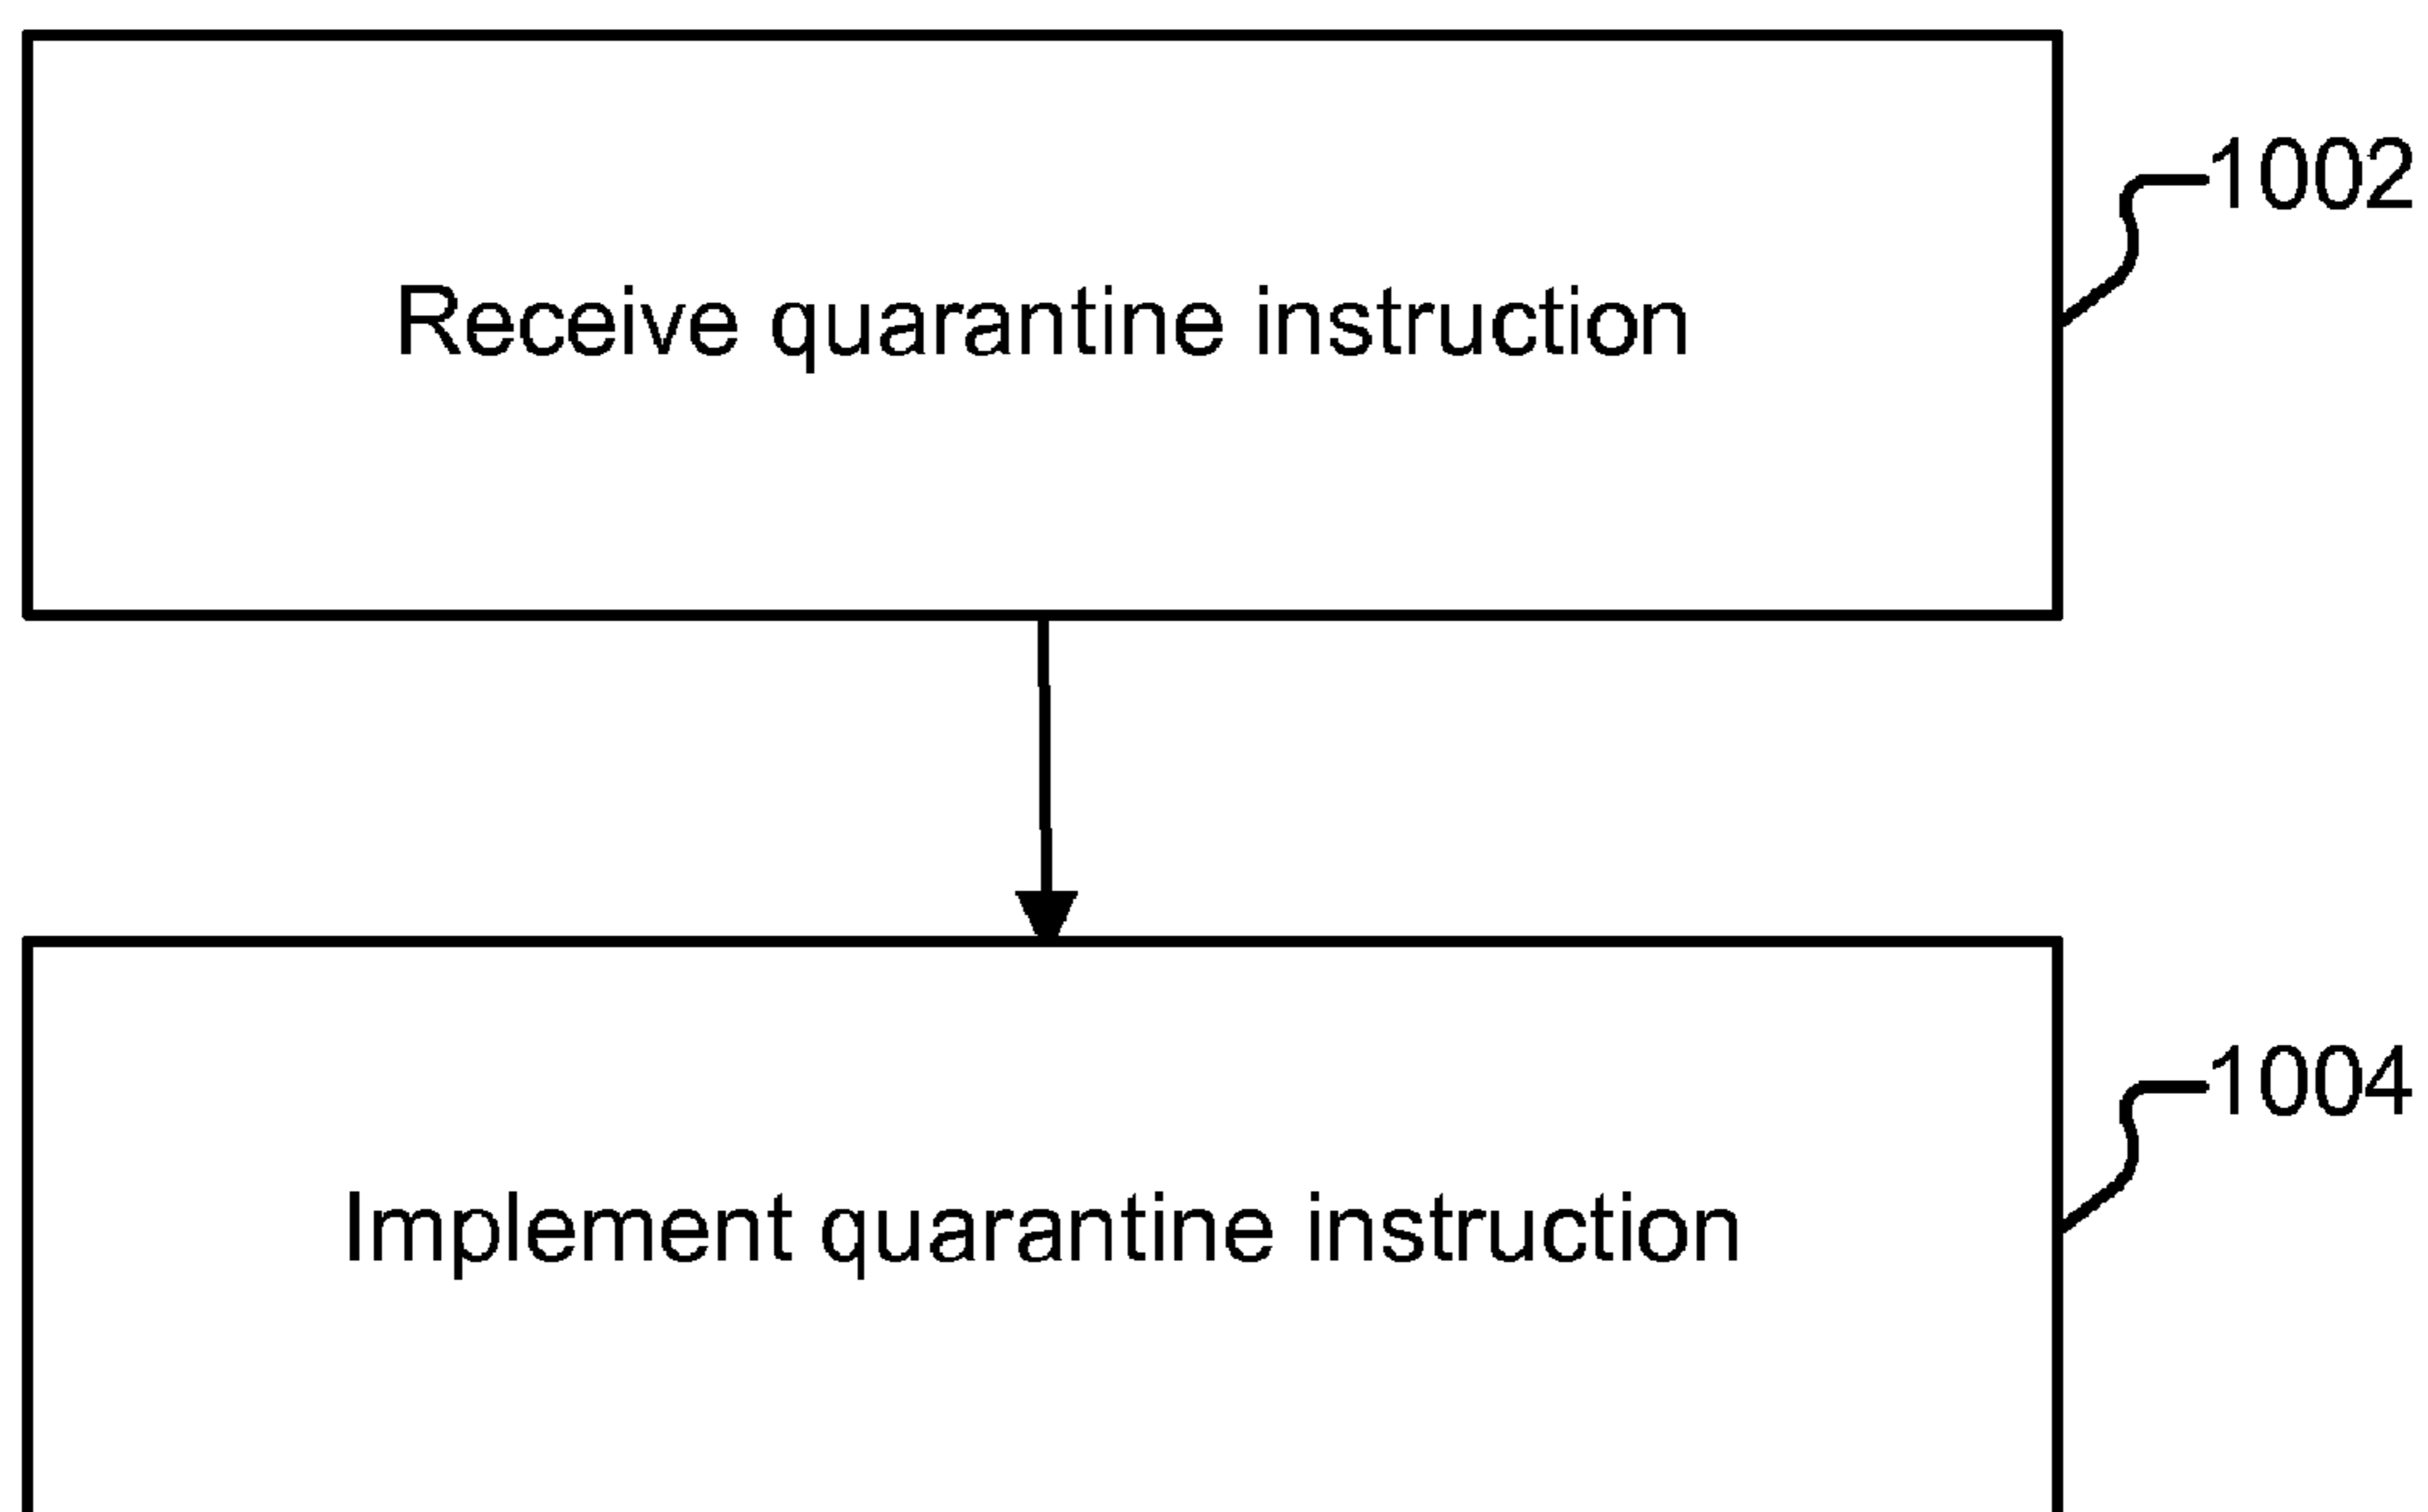 1002
Receive quarantine instruction
1004
Implement quarantine instruction